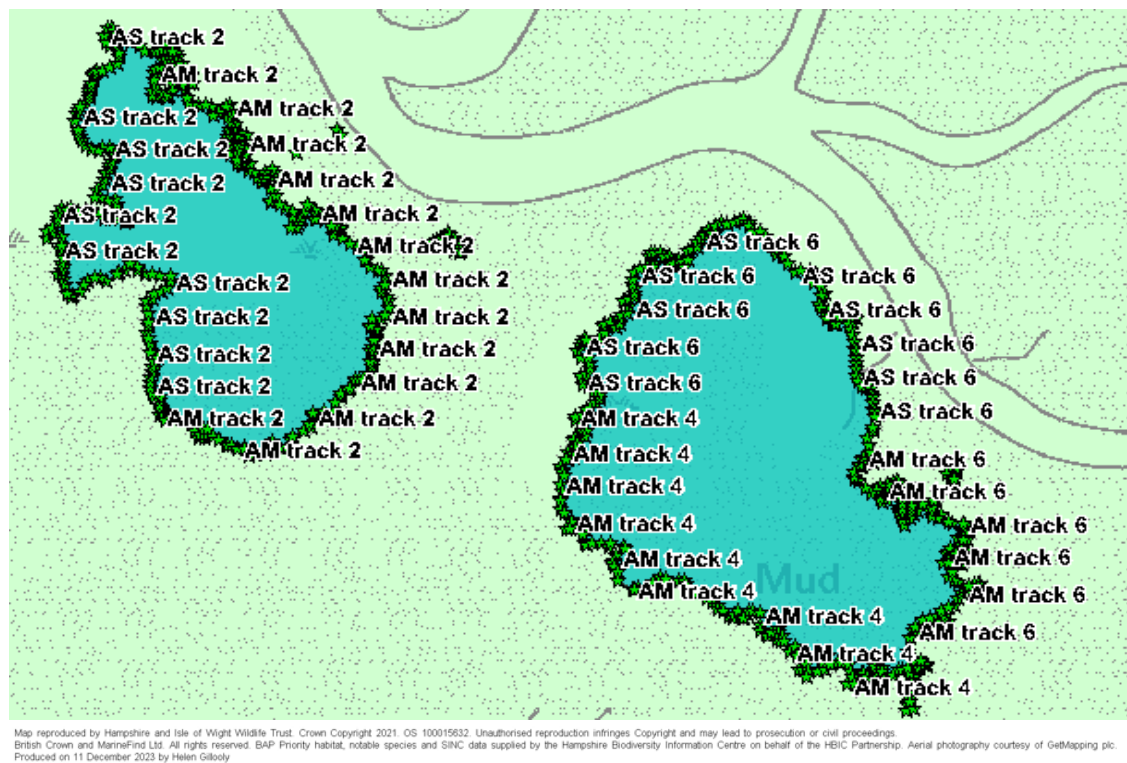 AS track 2
AM track 2
AM track 2
AS track 2
AM track 2
AS track 2
AM track 2
AS track 2
AS track 2
AM track 2
AM track 2
AS track 6
AS track 2
AS track 6
AS track 6
AM track 2
AS track 2
AS track 6
AS track 6
AS track 2
AM track 2
AS track 6
AS track 6
AM track 2
AS track 2
AS track 6
AM track 2
AS track 6
AS track 2
AS track 6
AM track 2
AM track 2
AM track 4
AM track 2
AM track 4
AM track 6
AM track 4
AM track 6
AM track 4
AM track 6
AM track 4
AM track 6
Mud
AM track 4
AM track 6
AM track 4
AM track 6
AM track 4
AM track 4
Map reproduced by Hampshire and Isle of Wight Wildlife Trust. Crown Copyright 2021. OS 100015632. Unauthorised reproduction infringes Copyright and may lead to prosecution or civil proceedings.
British Crown and MarineFind Ltd. All rights reserved. BAP Priority habitat, notable species and SINC data supplied by the Hampshire Biodiversity Information Centre on behalf of the HBIC Partnership. Aerial photography courtesy of GetMapping plc.
Produced on 11 December 2023 by Helen Gillooly